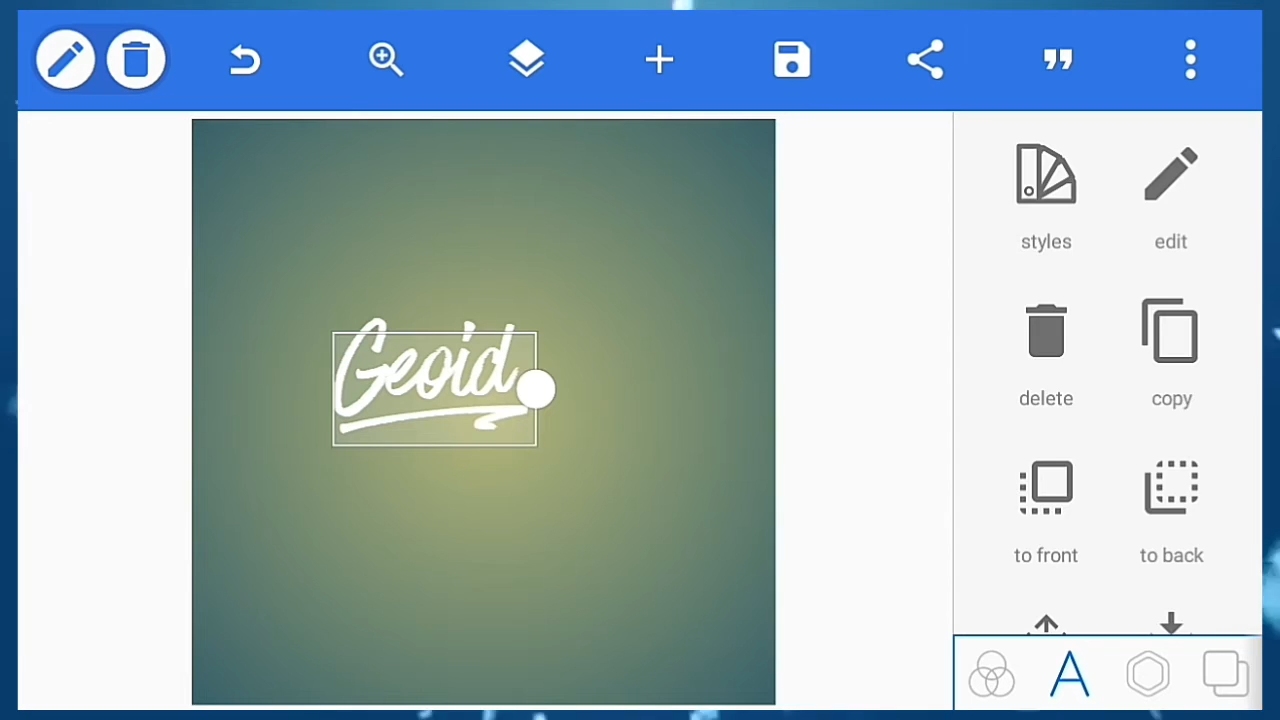 Geoid
styles
edit
delete
copy
to front
to back